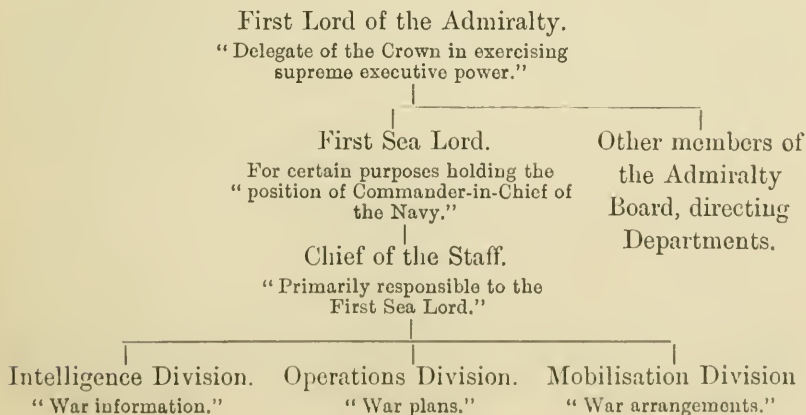 First Lord of the Admiralty.
“ Delegate of the Crown in exercising
supreme executive power.”
First Sea Lord.
For certain purposes holding the
“ position of Commander-in-Chief of
the Navy.”
Other members of
the Admiralty
Board, directing
Departments.
Chief of the Staff.
“ Primarily responsible to the
First Sea Lord.”
Intelligence Division. Operations Division. Mobilisation Division
“ War information.” “ War plans.” “ War arrangements.”